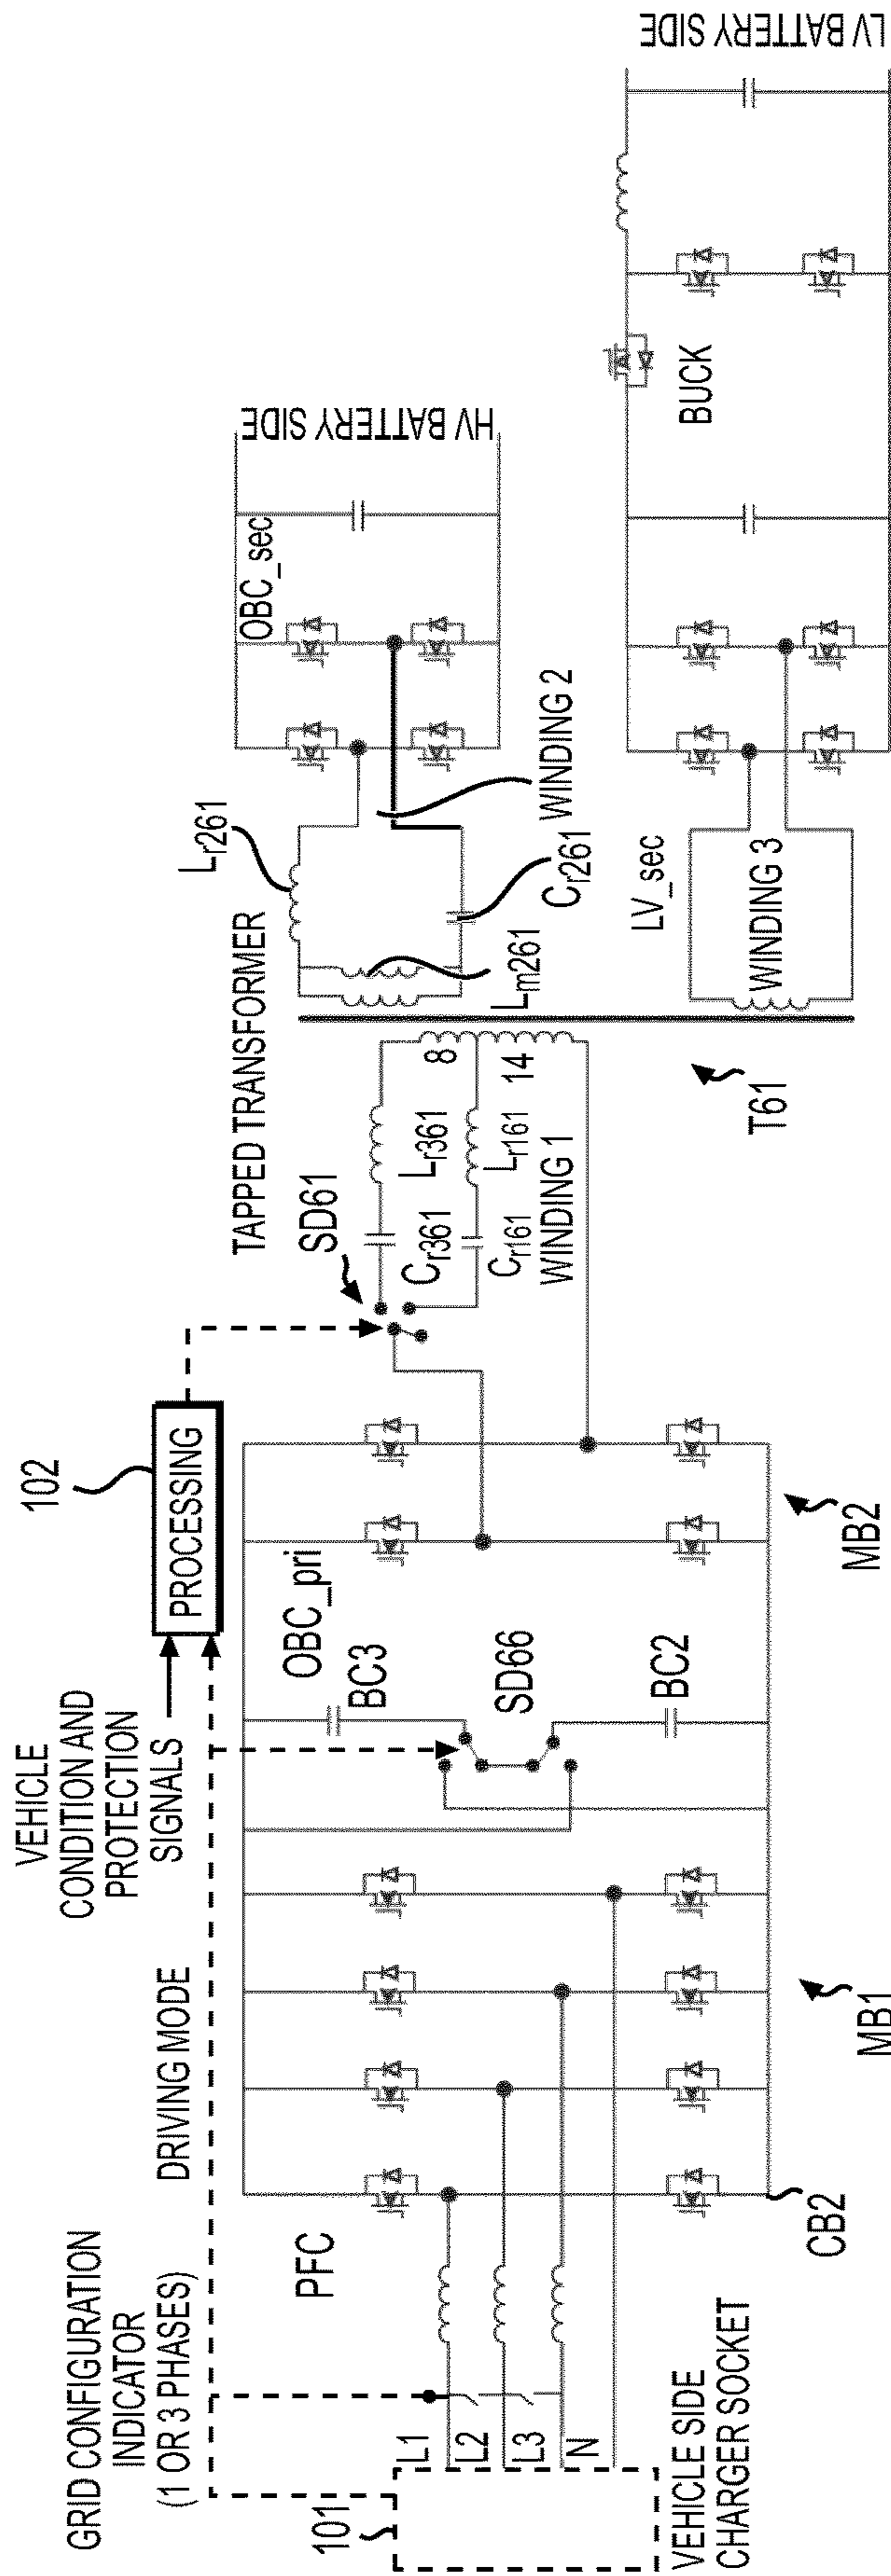 GRID CONFIGURATION
INDICATOR
(1 OR 3 PHASES)
DRIVING MODE
VEHICLE
CONDITION AND
PROTECTION
SIGNALS
102
PROCESSING
101
L1
L2
L3
N
VEHICLE SIDE
CHARGER SOCKET
PFC
CB2
MB1
OBC_pri
BC3
SD66
BC2
MB2
TAPPED TRANSFORMER
SD61
Cr361
Lr361
8
14
Cr161
Lr161
WINDING 1
T61
Lr261
Lm261
Cr261
WINDING 2
OBC_sec
HV BATTERY SIDE
LV_sec
WINDING 3
BUCK
LV BATTERY SIDE